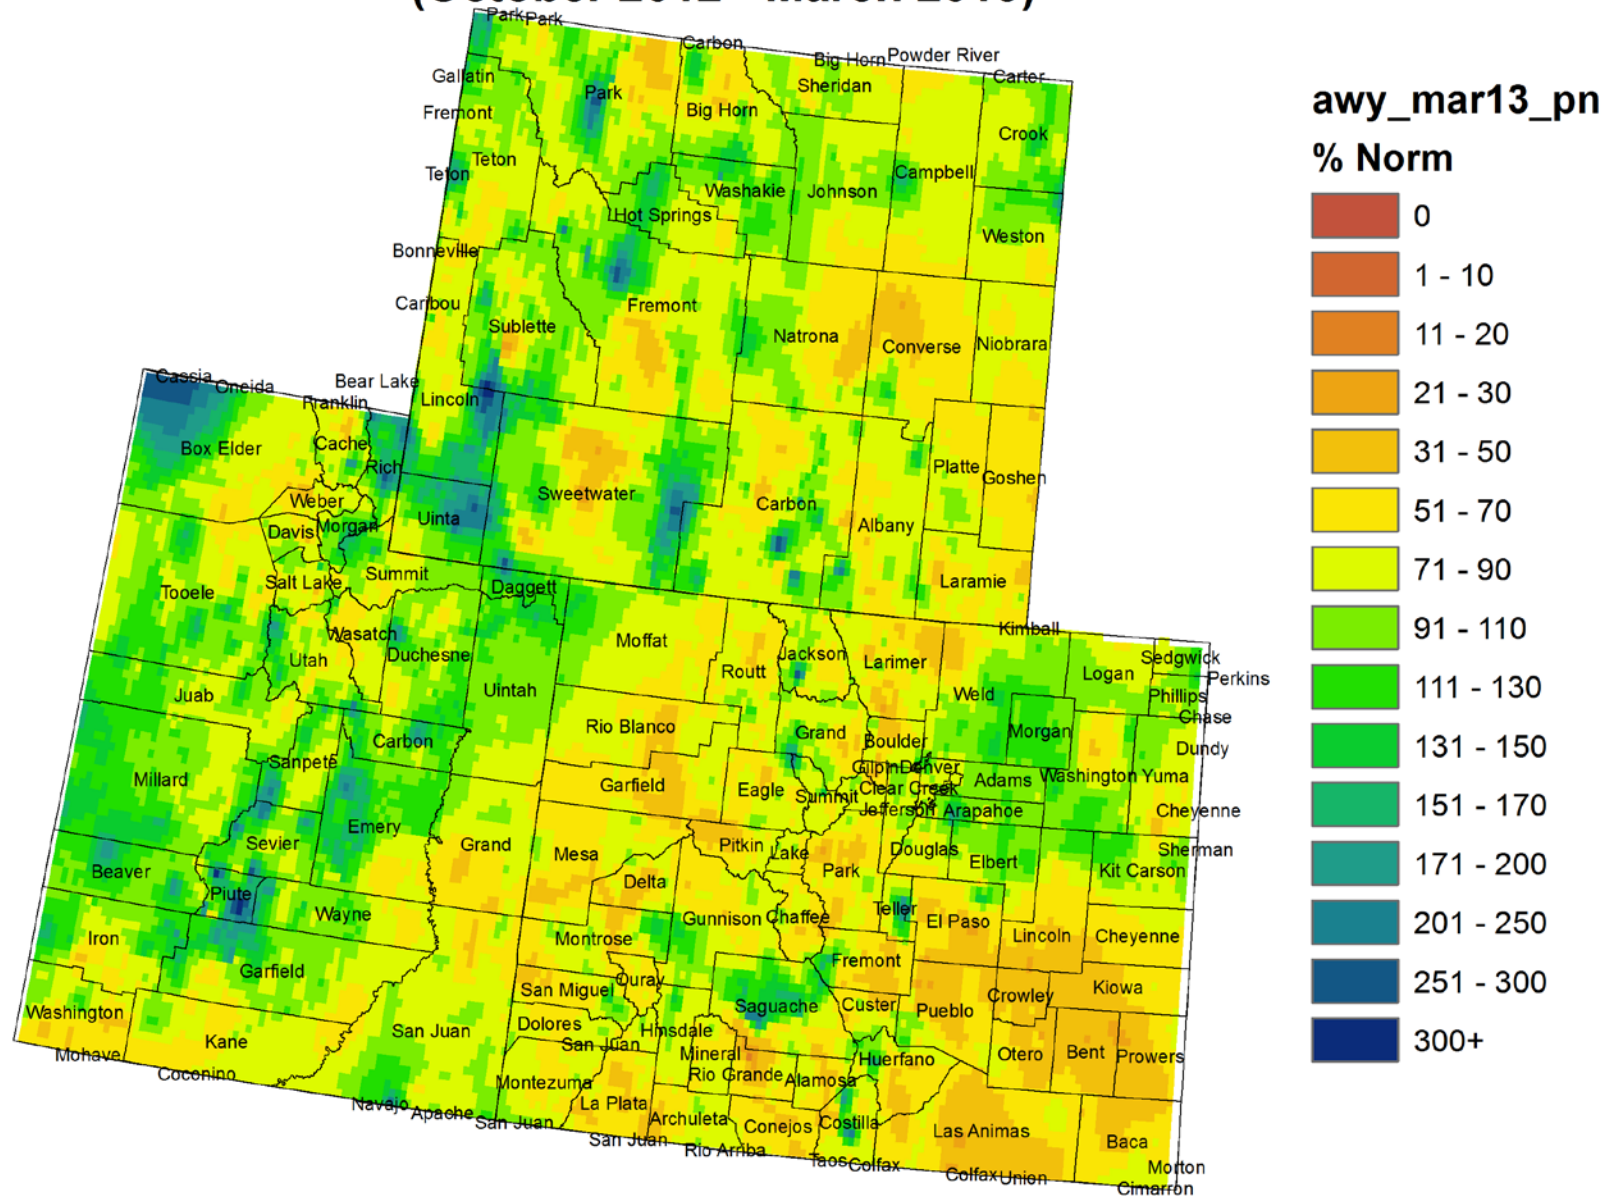 (October 2012 - March 2013)
Park Park
Carbon
Big Horn Powder River
Carter
Gallatin
Park
Sheridan
Fremont
Big Horn
Crook
Teton
Teton
Campbell
Washakie
Johnson
Hot Springs
Weston
Bonneville
Caribou
Fremont
Sublette
Natrona
Converse
Niobrara
Cassia
Oneida
Bear Lake
Franklin
Lincoln
Box Elder
Cache
Rich
Platte
Goshen
Weber
Sweetwater
Carbon
Davis
Morgan
Uinta
Albany
Salt Lake
Summit
Daggett
Laramie
Tooele
Kimball
Wasatch
Duchesne
Moffat
Jackson
Larimer
Logan
Sedgwick
Utah
Routt
Perkins
Juab
Uintah
Weld
Phillips
Rio Blanco
Grand
Morgan
Chase
Carbon
Boulder
Dundy
Sanpete
Gilpin Denver
Millard
Garfield
Eagle
Clear Creek
Adams
Washington
Yuma
Summit
Jefferson
Arapahoe
Cheyenne
Emery
Sevier
Grand
Mesa
Pitkin
Lake
Douglas
Elbert
Sherman
Beaver
Park
Kit Carson
Piute
Delta
Wayne
Gunnison
Chaffee
Teller
El Paso
Lincoln
Cheyenne
Iron
Montrose
Garfield
Fremont
Ouray
San Miguel
Saguache
Custer
Pueblo
Crowley
Kiowa
Washington
San Juan
Dolores
Hinsdale
Kane
San Juan
Mineral
Huerfano
Otero
Bent
Prowers
Mohave
Coconino
Rio Grande
Alamosa
Montezuma
Navajo
Apache
La Plata
San Juan
Archuleta
Conejos
Costilla
Las Animas
Baca
San Juan
Rio Arriba
Taos
Colfax
Colfax
Union
Morton
Cimarron
awy_mar13_pn
% Norm
0
1 - 10
11 - 20
21 - 30
31 - 50
51 - 70
71 - 90
91 - 110
111 - 130
131 - 150
151 - 170
171 - 200
201 - 250
251 - 300
300+